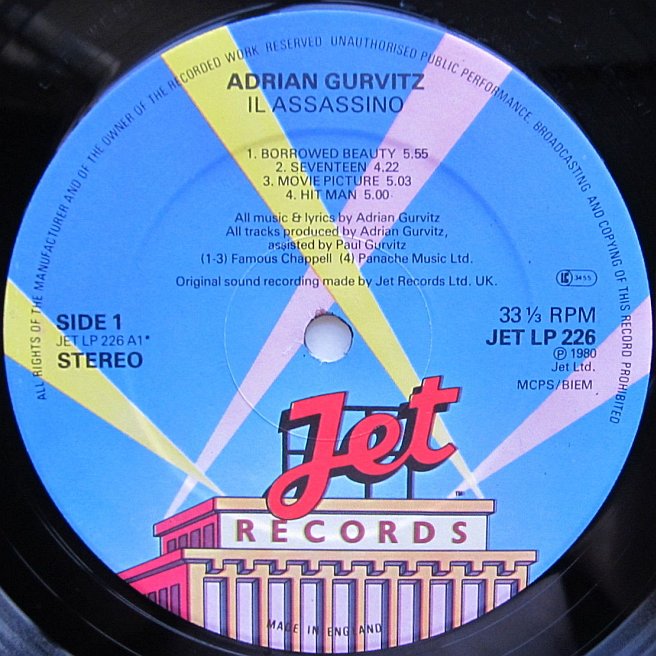 ALL RIGHTS OF THE MANUFACTURER AND OF THE OWNER OF THE RECORDED WORK RESERVED UNAUTHORISED PUBLIC PERFORMANCE, BROADCASTING AND COPYING OF THIS RECORD PROHIBITED
ADRIAN GURVITZ
IL ASSASSINO
1. BORROWED BEAUTY 5.55
2. SEVENTEEN 4.22
3. MOVIE PICTURE 5.03
4. HIT MAN 5.00
All music & lyrics by Adrian Gurvitz
All tracks produced by Adrian Gurvitz,
assisted by Paul Gurvitz
(1-3) Famous Chappell (4) Panache Music Ltd.
Original sound recording made by Jet Records Ltd. UK.
LC 3455
SIDE 1
JET LP 226 A1*
STEREO
33 ⅓ RPM
JET LP 226
℗ 1980
Jet Ltd.
MCPS/BIEM
Jet
TM
RECORDS
MADE IN ENGLAND